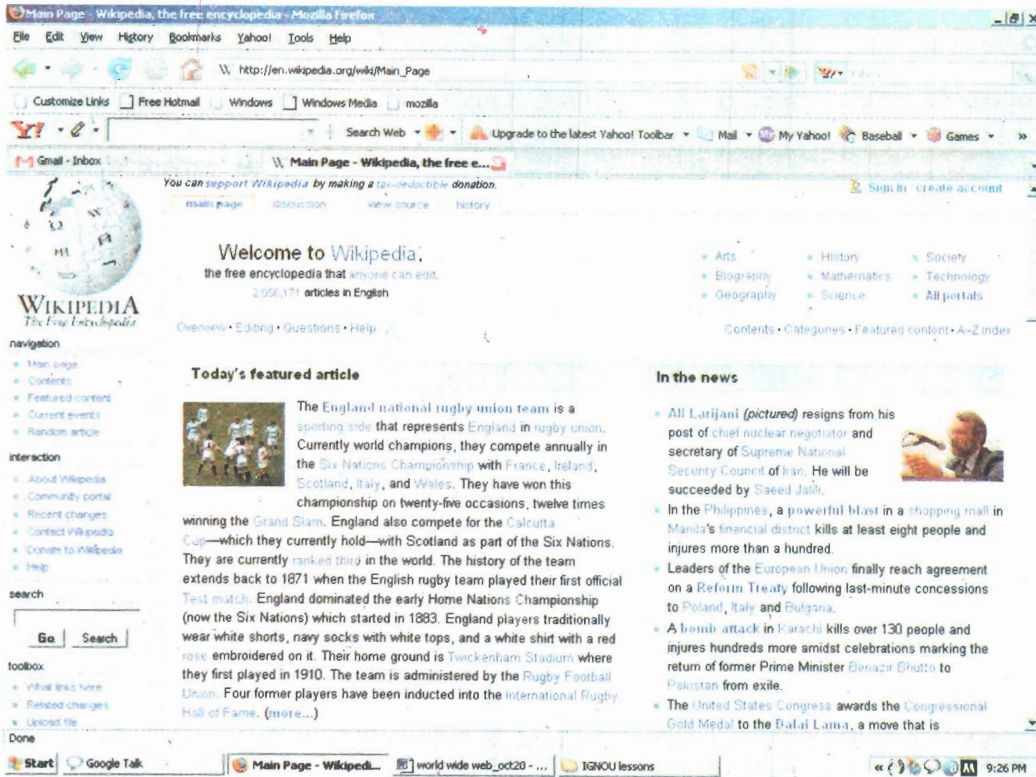 Main Page - Wikipedia, the free encyclopedia - Mozilla Firefox
File Edit View History Bookmarks Yahoo! Tools Help
http://en.wikipedia.org/wiki/Main_Page
Customize Links Free Hotmail Windows Windows Media mozilla
Y! Search Web Upgrade to the latest Yahoo! Toolbar Mail My Yahoo! Baseball Games »
Gmail - Inbox Main Page - Wikipedia, the free e...
You can support Wikipedia by making a tax-deductible donation.
Sign in create account
main page discussion view source history
Welcome to Wikipedia,
the free encyclopedia that anyone can edit.
2,056,171 articles in English
Arts History Society
Biography Mathematics Technology
Geography Science All portals
WIKIPEDIA
The Free Encyclopedia
Overview · Editing · Questions · Help
Contents · Categories · Featured content · A–Z index
navigation
Main page
Contents
Featured content
Current events
Random article
interaction
About Wikipedia
Community portal
Recent changes
Contact Wikipedia
Donate to Wikipedia
Help
search
Go Search
toolbox
What links here
Related changes
Upload file
Today's featured article
The England national rugby union team is a
sporting side that represents England in rugby union.
Currently world champions, they compete annually in
the Six Nations Championship with France, Ireland,
Scotland, Italy, and Wales. They have won this
championship on twenty-five occasions, twelve times
winning the Grand Slam. England also compete for the Calcutta
Cup—which they currently hold—with Scotland as part of the Six Nations.
They are currently ranked third in the world. The history of the team
extends back to 1871 when the English rugby team played their first official
Test match. England dominated the early Home Nations Championship
(now the Six Nations) which started in 1883. England players traditionally
wear white shorts, navy socks with white tops, and a white shirt with a red
rose embroidered on it. Their home ground is Twickenham Stadium where
they first played in 1910. The team is administered by the Rugby Football
Union. Four former players have been inducted into the International Rugby
Hall of Fame. (more...)
In the news
Ali Larijani (pictured) resigns from his
post of chief nuclear negotiator and
secretary of Supreme National
Security Council of Iran. He will be
succeeded by Saeed Jalili.
In the Philippines, a powerful blast in a shopping mall in
Manila's financial district kills at least eight people and
injures more than a hundred.
Leaders of the European Union finally reach agreement
on a Reform Treaty following last-minute concessions
to Poland, Italy and Bulgaria.
A bomb attack in Karachi kills over 130 people and
injures hundreds more amidst celebrations marking the
return of former Prime Minister Benazir Bhutto to
Pakistan from exile.
The United States Congress awards the Congressional
Gold Medal to the Dalai Lama, a move that is
Done
Start Google Talk Main Page - Wikipedi... world wide web_oct20 - ... IGNOU lessons 9:26 PM